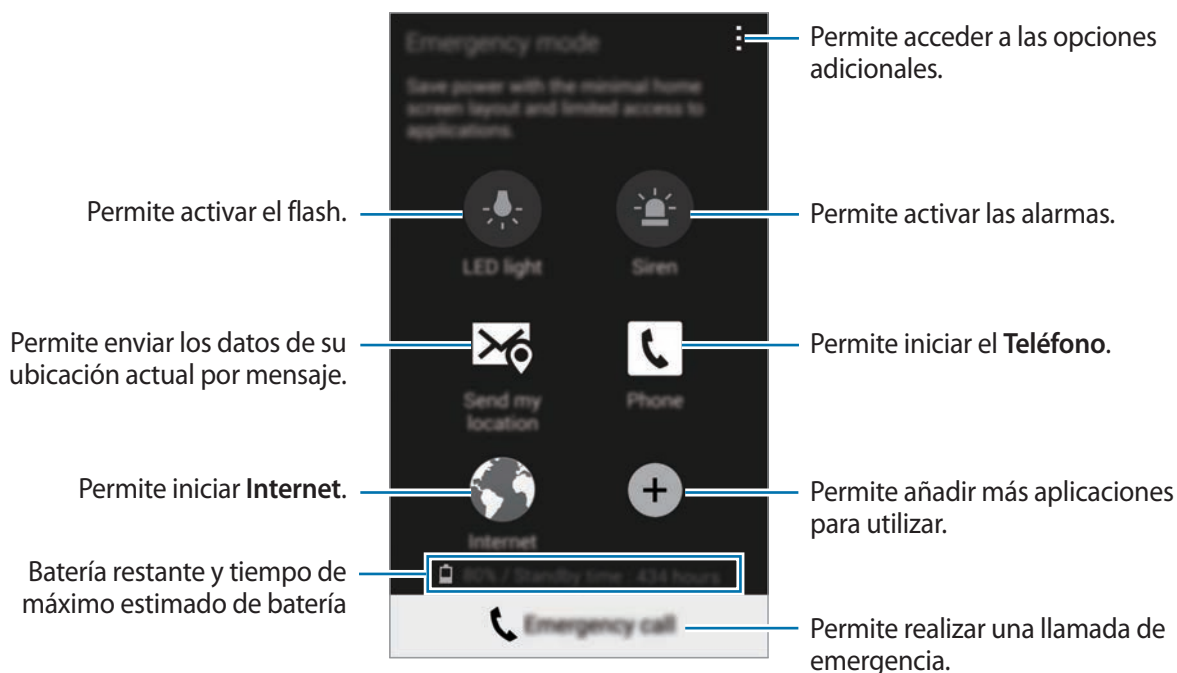 Emergency mode
Save power with the minimal home
screen layout and limited access to
applications.
Permite acceder a las opciones
adicionales.
Permite activar el flash.
LED light
Siren
Permite activar las alarmas.
Permite enviar los datos de su
ubicación actual por mensaje.
Send my
location
Phone
Permite iniciar el Teléfono.
Permite iniciar Internet.
Internet
Permite añadir más aplicaciones
para utilizar.
Batería restante y tiempo de
máximo estimado de batería
80% / Standby time : 434 hours
Emergency call
Permite realizar una llamada de
emergencia.